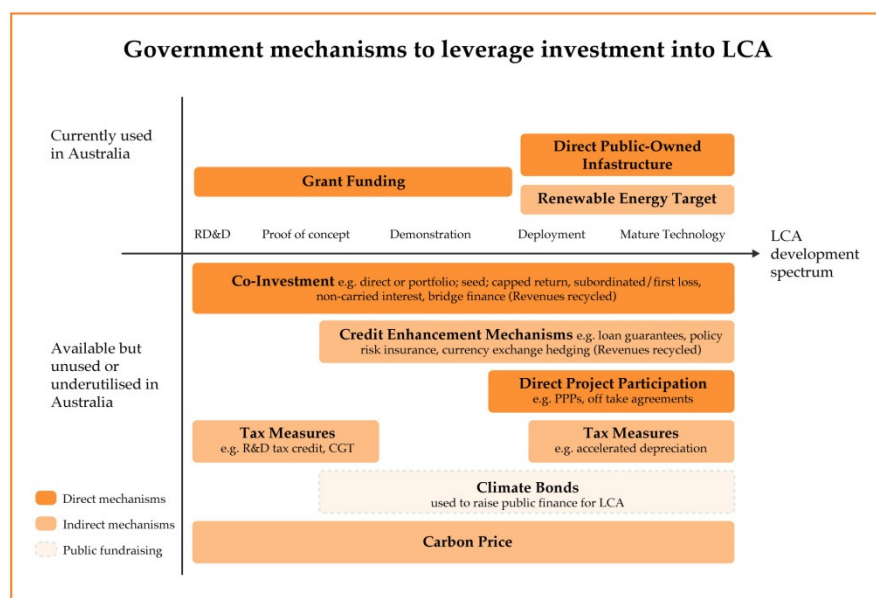 Government mechanisms to leverage investment into LCA
Currently used
in Australia
Direct Public-Owned
Infastructure
Grant Funding
Renewable Energy Target
RD&D
Proof of concept
Demonstration
Deployment
Mature Technology
LCA
development
spectrum
Co-Investment e.g. direct or portfolio; seed; capped return, subordinated/first loss,
non-carried interest, bridge finance (Revenues recycled)
Available but
unused or
underutilised in
Australia
Credit Enhancement Mechanisms e.g. loan guarantees, policy
risk insurance, currency exchange hedging (Revenues recycled)
Direct Project Participation
e.g. PPPs, off take agreements
Tax Measures
e.g. R&D tax credit, CGT
Tax Measures
e.g. accelerated depreciation
Climate Bonds
used to raise public finance for LCA
Carbon Price
Direct mechanisms
Indirect mechanisms
Public fundraising